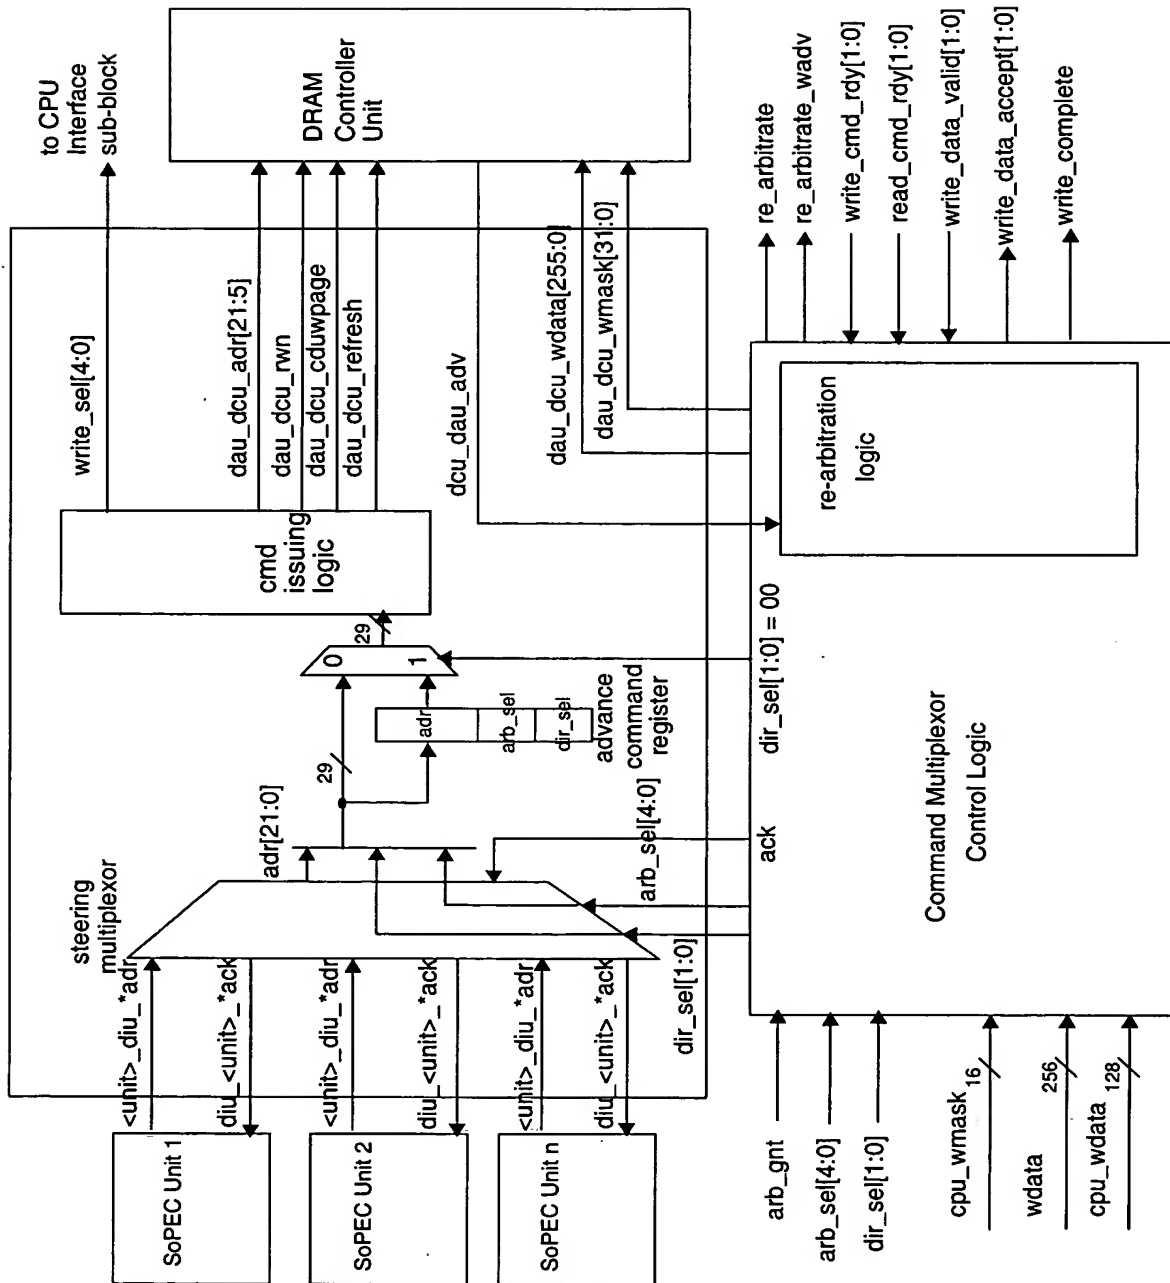 to CPU
Interface
sub-block
write_sel[4:0]
DRAM
Controller
Unit
dau_dcu_adr[21:5]
dau_dcu_rwn
dau_dcu_cduwpage
dau_dcu_refresh
dcu_dau_adv
dau_dcu_wdata[255:0]
dau_dcu_wmask[31:0]
cmd
issuing
logic
29
0
1
adr
arb_sel
dir_sel
advance
command
register
29
adr[21:0]
steering
multiplexor
<unit>_diu_*adr
diu_<unit>_*ack
<unit>_diu_*adr
diu_<unit>_*ack
<unit>_diu_*adr
diu_<unit>_*ack
SoPEC Unit 1
SoPEC Unit 2
SoPEC Unit n
dir_sel[1:0]
arb_sel[4:0]
ack
dir_sel[1:0] = 00
re-arbitration
logic
Command Multiplexor
Control Logic
re_arbitrate
re_arbitrate_wadv
write_cmd_rdy[1:0]
read_cmd_rdy[1:0]
write_data_valid[1:0]
write_data_accept[1:0]
write_complete
arb_gnt
arb_sel[4:0]
dir_sel[1:0]
cpu_wmask
16
wdata
256
cpu_wdata
128